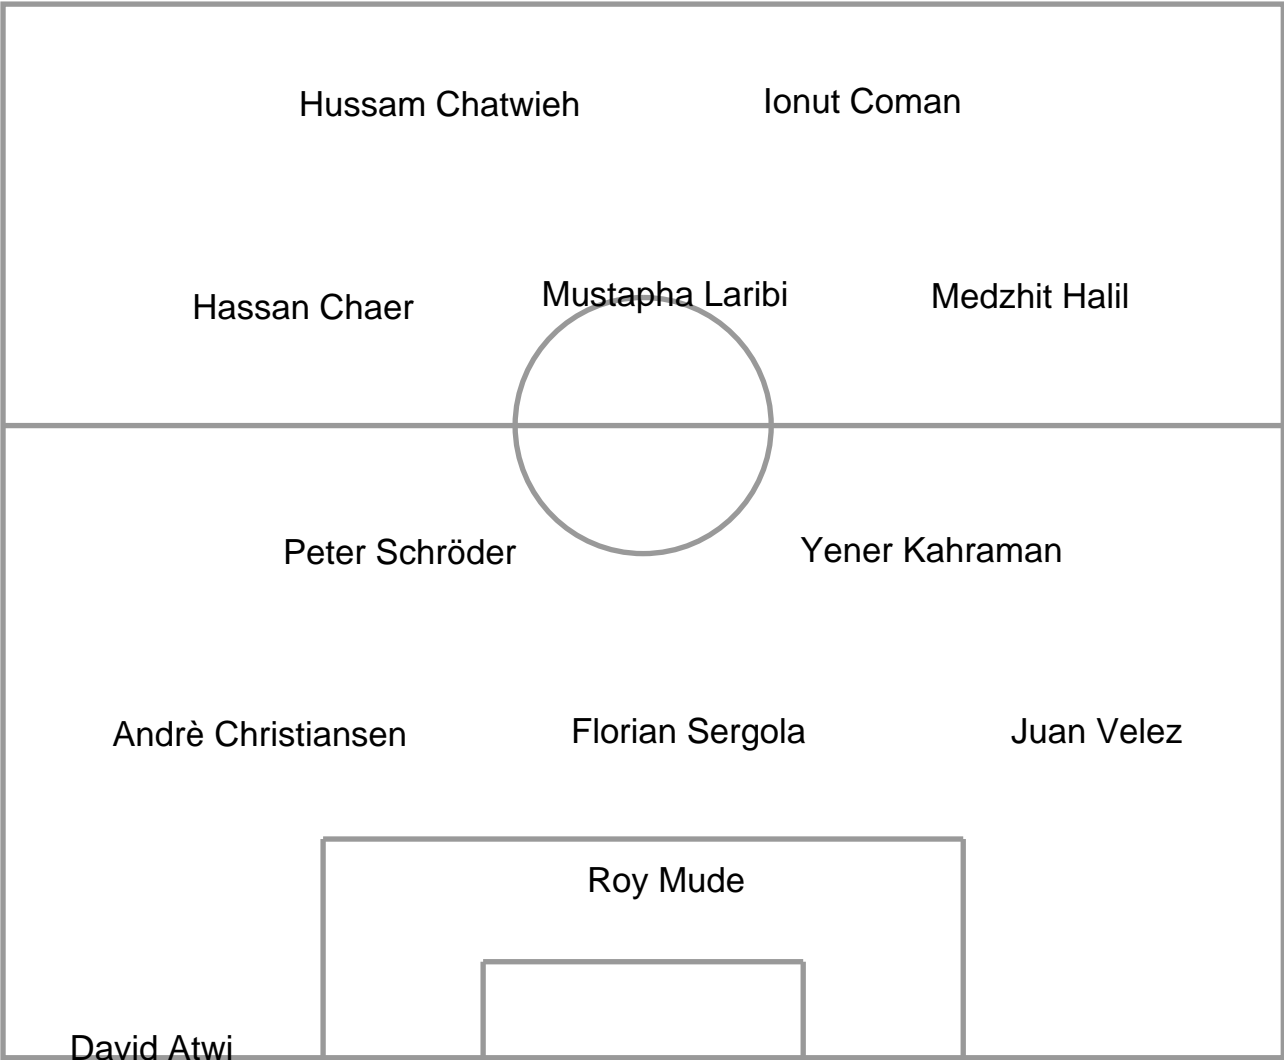 Hussam Chatwieh
Ionut Coman
Hassan Chaer
Mustapha Laribi
Medzhit Halil
Peter Schröder
Yener Kahraman
Andrè Christiansen
Florian Sergola
Juan Velez
Roy Mude
David Atwi